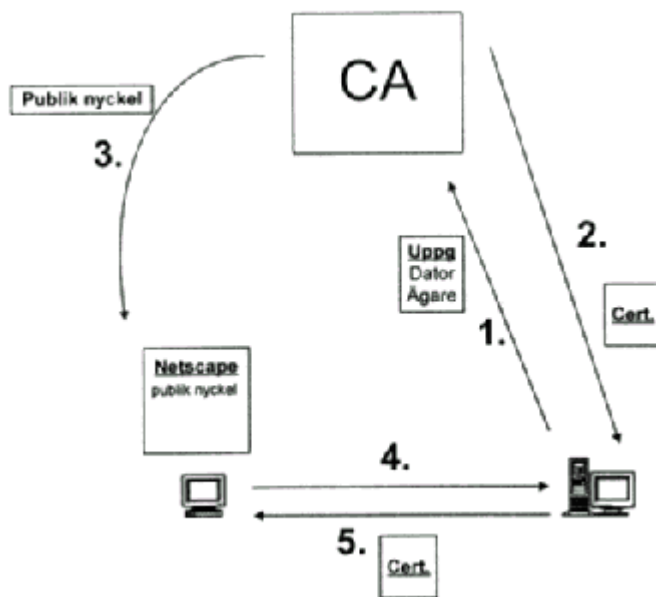 CA
Publik nyckel
3.
2.
Uppg
Dator
Ägare
1.
Cert.
Netscape
publik nyckel
4.
5.
Cert.